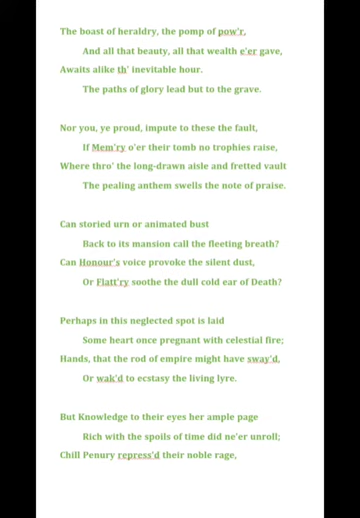 The boast of heraldry, the pomp of pow'r,
And all that beauty, all that wealth e'er gave,
Awaits alike th' inevitable hour.
The paths of glory lead but to the grave.
Nor you, ye proud, impute to these the fault,
If Mem'ry o'er their tomb no trophies raise,
Where thro' the long-drawn aisle and fretted vault
The pealing anthem swells the note of praise.
Can storied urn or animated bust
Back to its mansion call the fleeting breath?
Can Honour's voice provoke the silent dust,
Or Flatt'ry soothe the dull cold ear of Death?
Perhaps in this neglected spot is laid
Some heart once pregnant with celestial fire;
Hands, that the rod of empire might have sway'd,
Or wak'd to ecstasy the living lyre.
But Knowledge to their eyes her ample page
Rich with the spoils of time did ne'er unroll;
Chill Penury repress'd their noble rage,